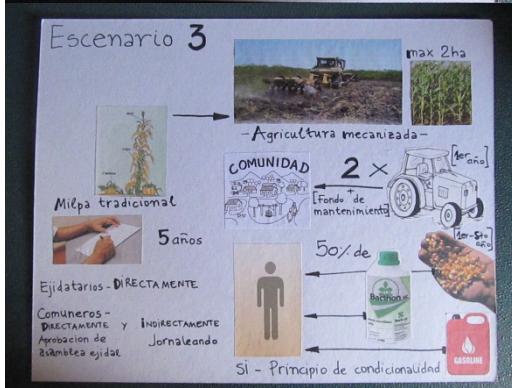 Escenario 3
max 2ha
-Agricultura mecanizada-
Milpa tradicional
COMUNIDAD
2 ×
[1er año]
+
[Fondo de mantenimiento]
[1er-5to año]
5 años
50% de
Ejidatarios - DIRECTAMENTE
Comuneros -
DIRECTAMENTE y INDIRECTAMENTE
Aprobacion de Jornaleando
asamblea ejidal
GASOLINE
Si - Principio de condicionalidad